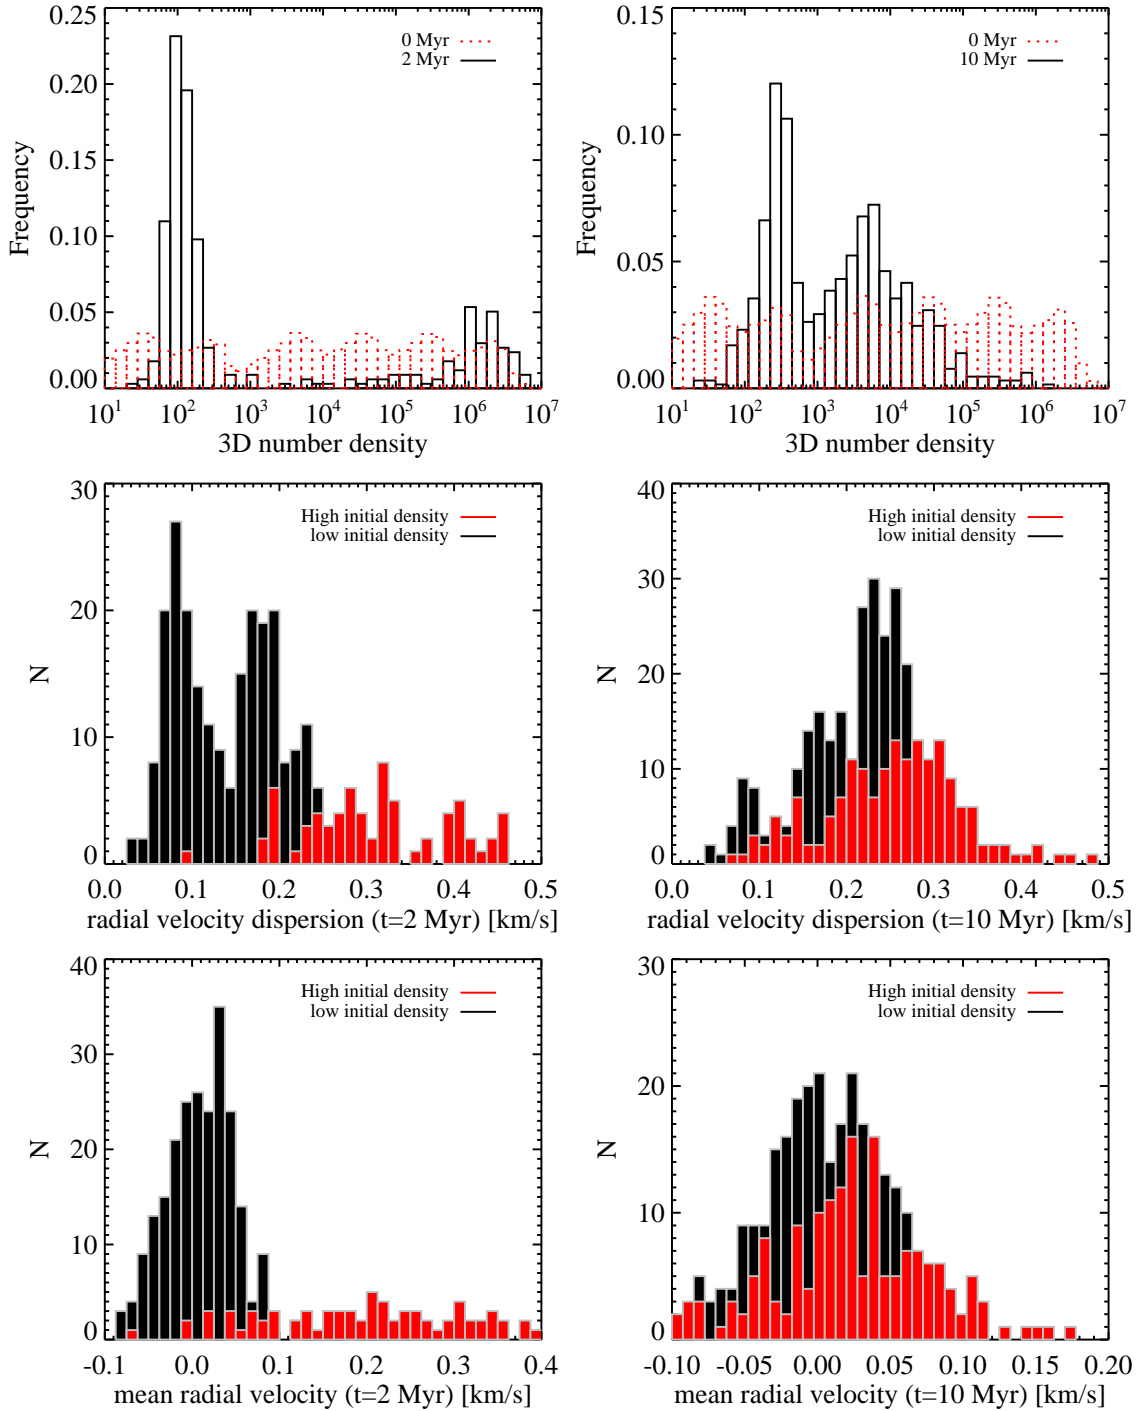 0.25
0.20
0.15
0.10
0.05
0.00
Frequency
0 Myr
2 Myr
10^1 10^2 10^3 10^4 10^5 10^6 10^7
3D number density
0.15
0.10
0.05
0.00
Frequency
0 Myr
10 Myr
10^1 10^2 10^3 10^4 10^5 10^6 10^7
3D number density
30
20
10
0
N
High initial density
low initial density
0.0 0.1 0.2 0.3 0.4 0.5
radial velocity dispersion (t=2 Myr) [km/s]
40
30
20
10
0
N
High initial density
low initial density
0.0 0.1 0.2 0.3 0.4 0.5
radial velocity dispersion (t=10 Myr) [km/s]
40
30
20
10
0
N
High initial density
low initial density
-0.1 0.0 0.1 0.2 0.3 0.4
mean radial velocity (t=2 Myr) [km/s]
30
20
10
0
N
High initial density
low initial density
-0.10 -0.05 0.00 0.05 0.10 0.15 0.20
mean radial velocity (t=10 Myr) [km/s]